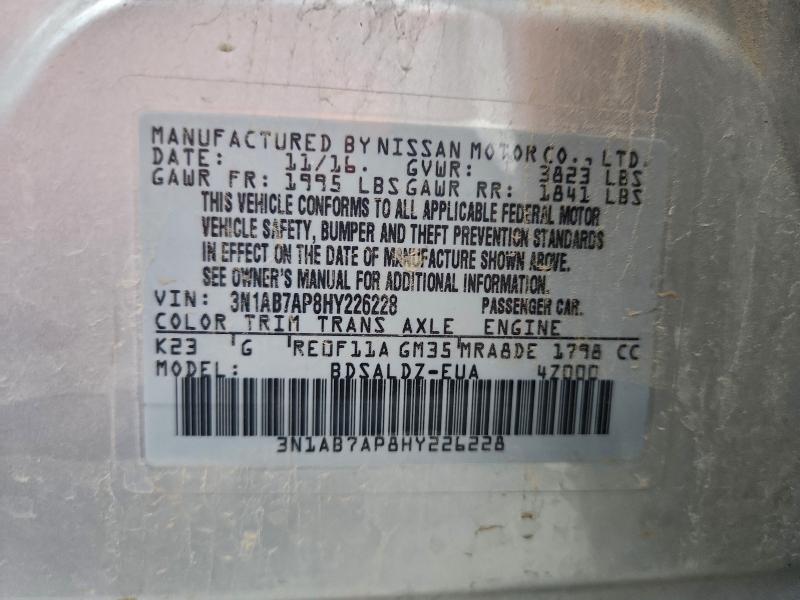 MANUFACTURED BY NISSAN MOTOR CO., LTD.
DATE: 11/16. GVWR: 3823 LBS
GAWR FR: 1995 LBS GAWR RR: 1841 LBS
THIS VEHICLE CONFORMS TO ALL APPLICABLE FEDERAL MOTOR
VEHICLE SAFETY, BUMPER AND THEFT PREVENTION STANDARDS
IN EFFECT ON THE DATE OF MANUFACTURE SHOWN ABOVE.
SEE OWNER'S MANUAL FOR ADDITIONAL INFORMATION.
VIN: 3N1AB7AP8HY226228 PASSENGER CAR.
COLOR TRIM TRANS AXLE ENGINE
K23 G RE0F11A GM35 MRA8DE 1798 CC
MODEL: BDSALDZ-EUA 4Z000
3N1AB7AP8HY226228